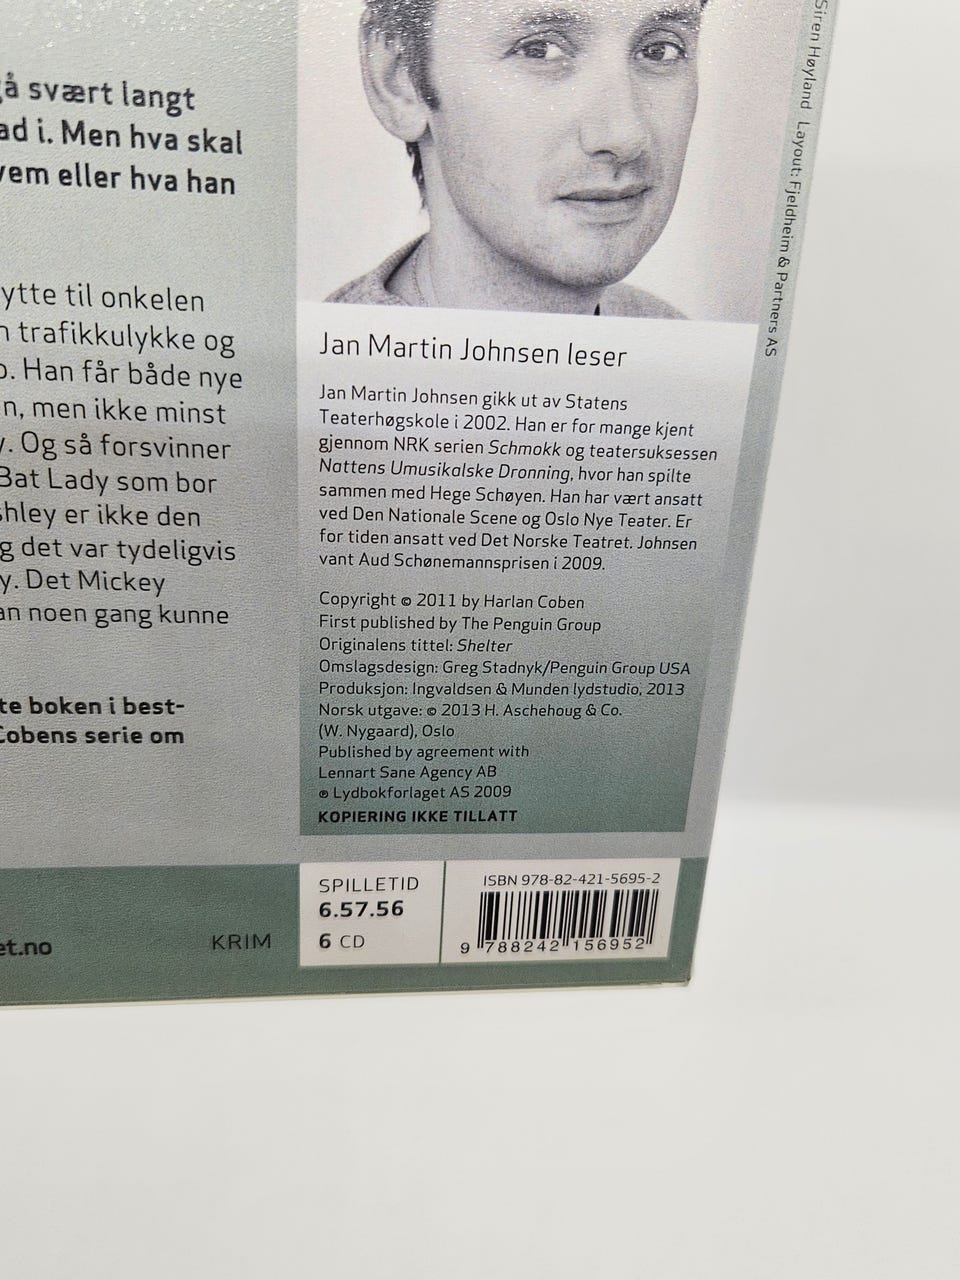 gå svært langt
ad i. Men hva skal
vem eller hva han
ytte til onkelen
n trafikkulykke og
o. Han får både nye
n, men ikke minst
y. Og så forsvinner
Bat Lady som bor
shley er ikke den
g det var tydeligvis
y. Det Mickey
an noen gang kunne
te boken i best-
Cobens serie om
et.no
KRIM
Jan Martin Johnsen leser
Jan Martin Johnsen gikk ut av Statens
Teaterhøgskole i 2002. Han er for mange kjent
gjennom NRK serien Schmokk og teatersuksessen
Nattens Umusikalske Dronning, hvor han spilte
sammen med Hege Schøyen. Han har vært ansatt
ved Den Nationale Scene og Oslo Nye Teater. Er
for tiden ansatt ved Det Norske Teatret. Johnsen
vant Aud Schønemannsprisen i 2009.
Copyright © 2011 by Harlan Coben
First published by The Penguin Group
Originalens tittel: Shelter
Omslagsdesign: Greg Stadnyk/Penguin Group USA
Produksjon: Ingvaldsen & Munden lydstudio, 2013
Norsk utgave: © 2013 H. Aschehoug & Co.
(W. Nygaard), Oslo
Published by agreement with
Lennart Sane Agency AB
℗ Lydbokforlaget AS 2009
KOPIERING IKKE TILLATT
SPILLETID
6.57.56
6 CD
ISBN 978-82-421-5695-2
9 788242 156952
Siren Høyland Layout: Fjeldheim & Partners AS